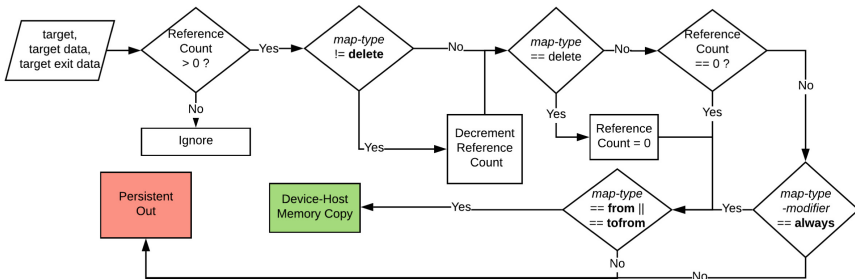 target,
target data,
target exit data
Reference
Count
> 0 ?
Yes
No
Ignore
map-type
!= delete
No
Yes
Decrement
Reference
Count
map-type
== delete
No
Yes
Reference
Count = 0
Reference
Count
== 0 ?
Yes
No
map-type
-modifier
== always
Yes
No
map-type
== from ||
== tofrom
Yes
No
Device-Host
Memory Copy
Persistent
Out